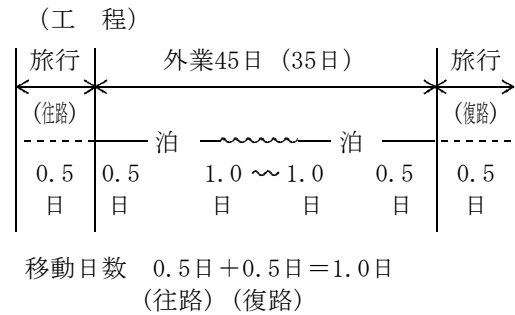 （工　程）
旅行　外業45日（35日）　旅行
（往路）　（復路）
泊　泊
0.5　0.5　1.0～1.0　0.5　0.5
日　日　日　日　日　日
移動日数　0.5日＋0.5日＝1.0日
（往路）（復路）